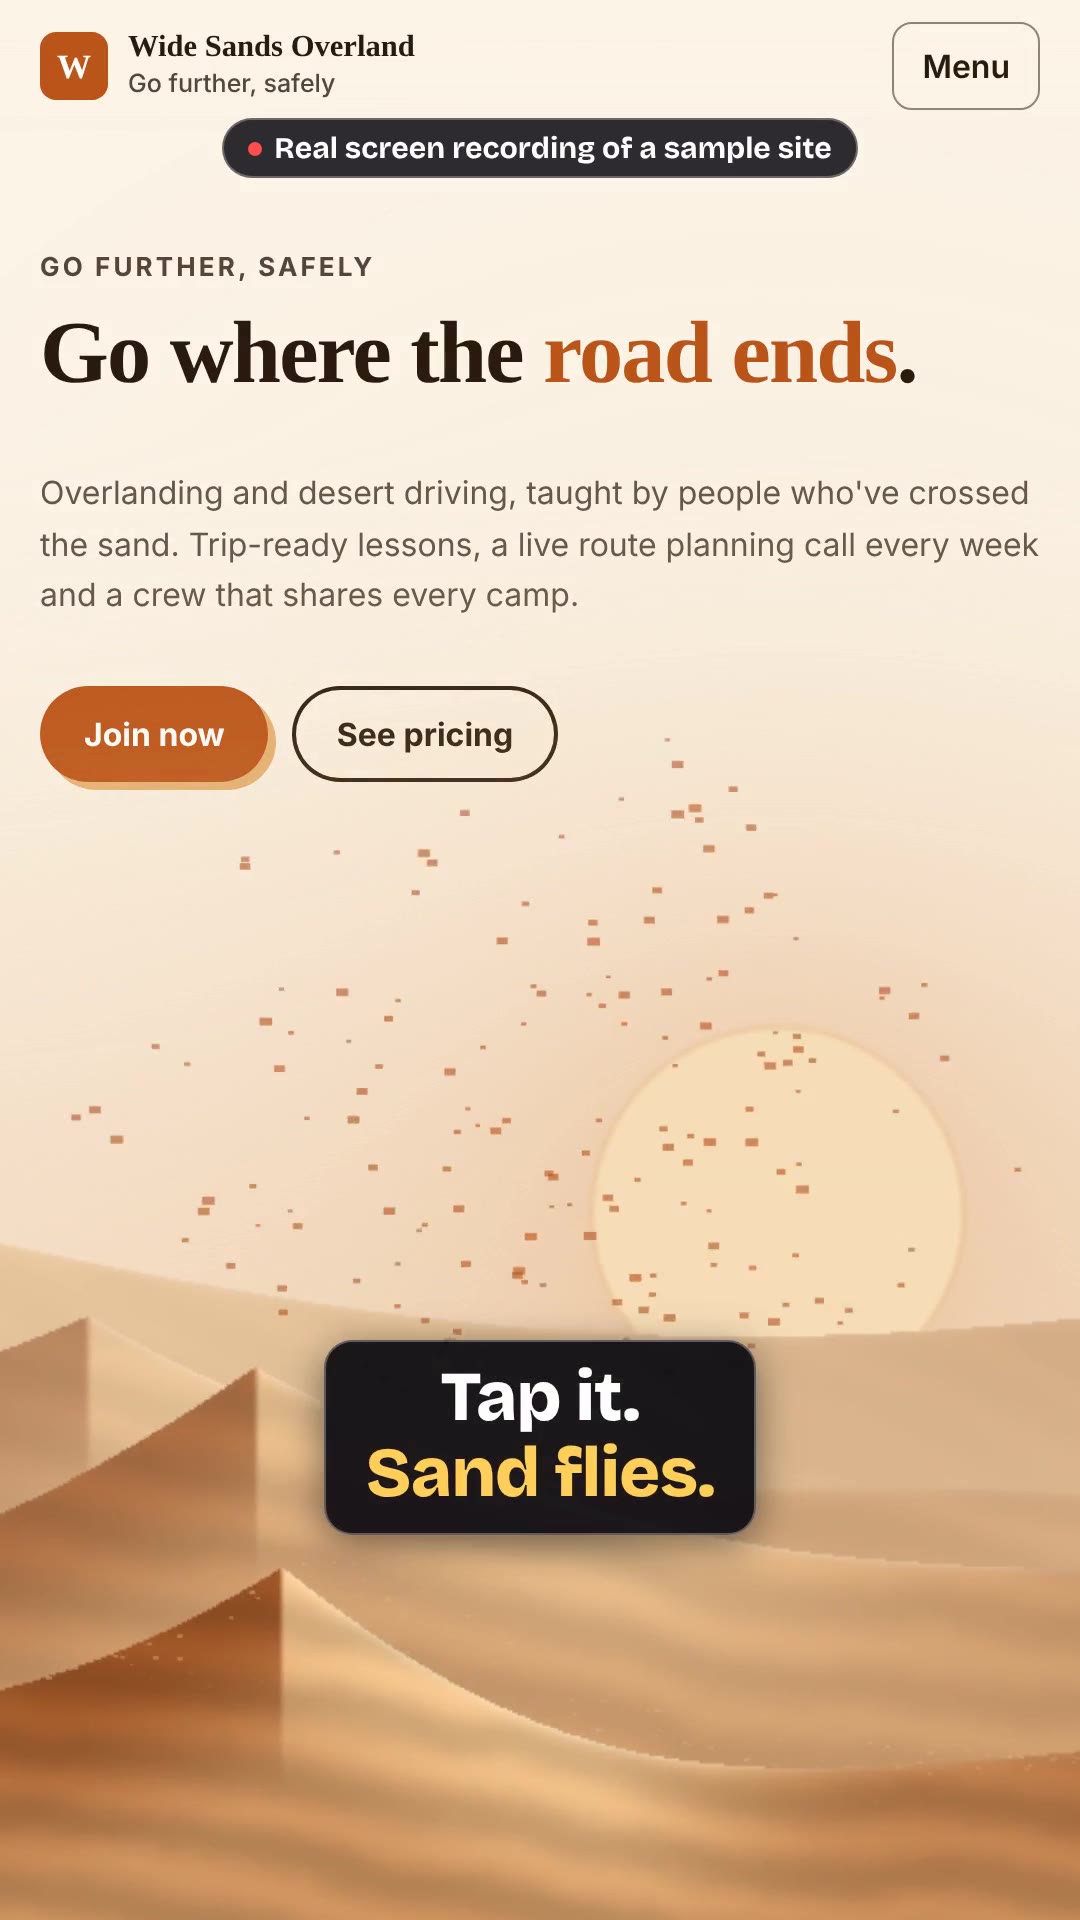 W
Wide Sands Overland
Go further, safely
Menu
Real screen recording of a sample site
GO FURTHER, SAFELY
Go where the road ends.
Overlanding and desert driving, taught by people who've crossed
the sand. Trip-ready lessons, a live route planning call every week
and a crew that shares every camp.
Join now
See pricing
Tap it.
Sand flies.